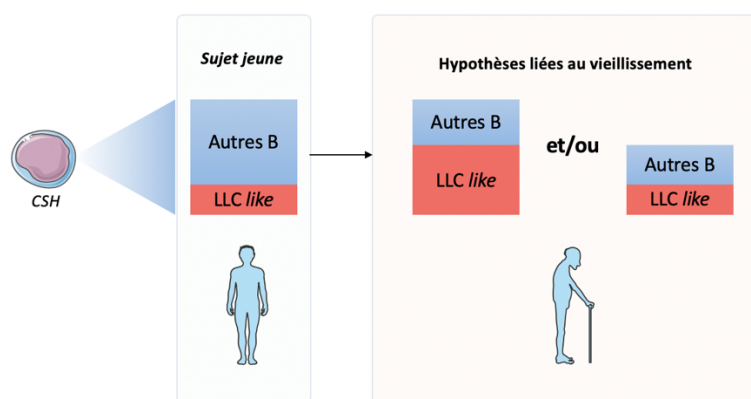 Sujet jeune
Hypothèses liées au vieillissement
Autres B
LLC like
CSH
Autres B
LLC like
et/ou
Autres B
LLC like